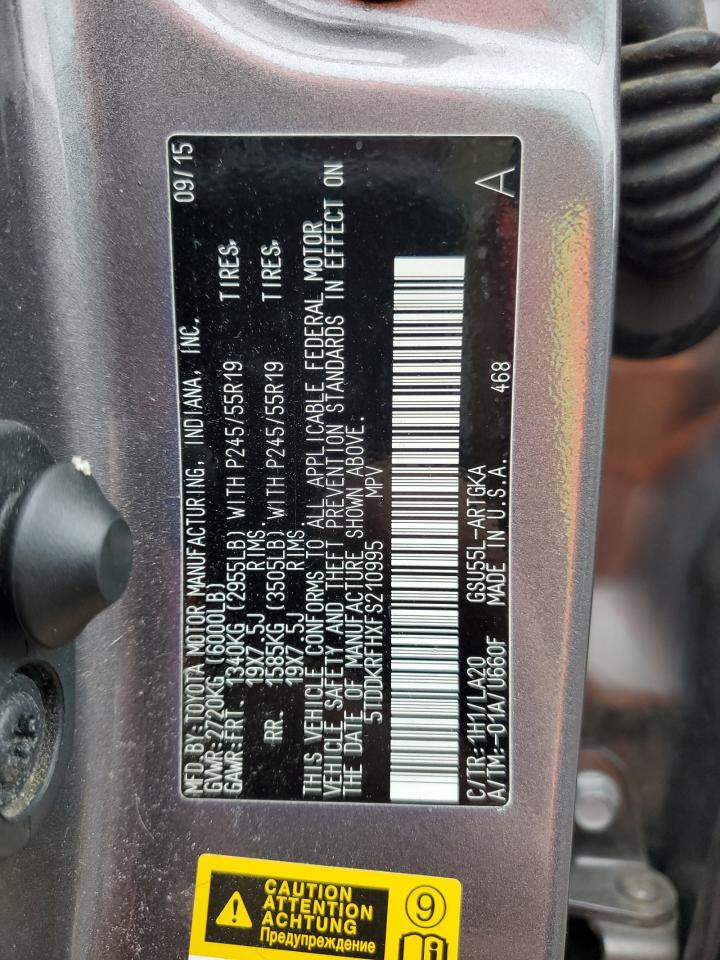 MFD.BY:TOYOTA MOTOR MANUFACTURING, INDIANA, INC. 09/15
GVWR:2720KG (6000LB)
GAWR:FRT. 1340KG (2955LB) WITH P245/55R19 TIRES,
19X7.5J RIMS.
RR. 1585KG (3505LB) WITH P245/55R19 TIRES,
19X7.5J RIMS.
THIS VEHICLE CONFORMS TO ALL APPLICABLE FEDERAL MOTOR
VEHICLE SAFETY AND THEFT PREVENTION STANDARDS IN EFFECT ON
THE DATE OF MANUFACTURE SHOWN ABOVE.
5TDDKRFHXFS210995 MPV
C/TR:1H1/LA20 GSU55L-ARTGKA 468
A/TM:-01A/U660F MADE IN U.S.A. A
CAUTION
ATTENTION
ACHTUNG
Предупреждение
9
i